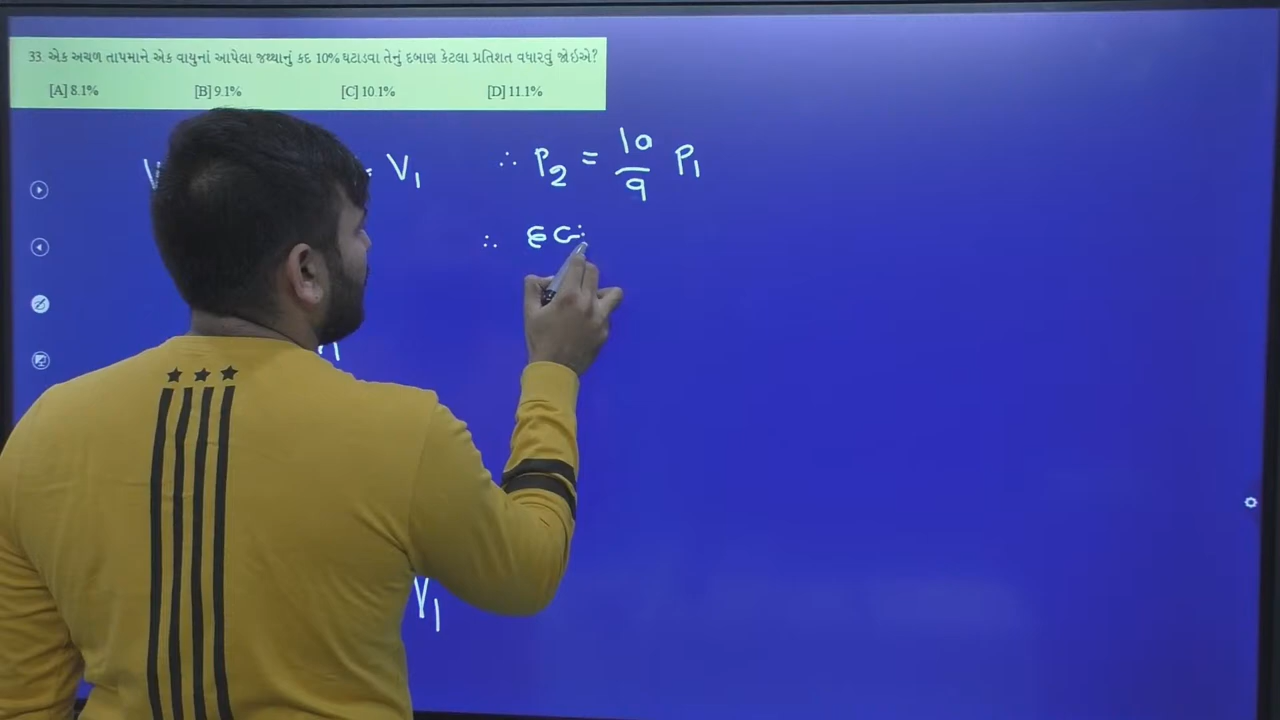 33. એક અચળ તાપમાને એક વાયુનાં આપેલા જથ્થાનું કદ 10% ઘટાડવા તેનું દબાણ કેટલા પ્રતિશત વધારવું જોઇએ?
[A] 8.1% [B] 9.1% [C] 10.1% [D] 11.1%
= V₁
∴ P₂ = 10/9 P₁
∴
V₁